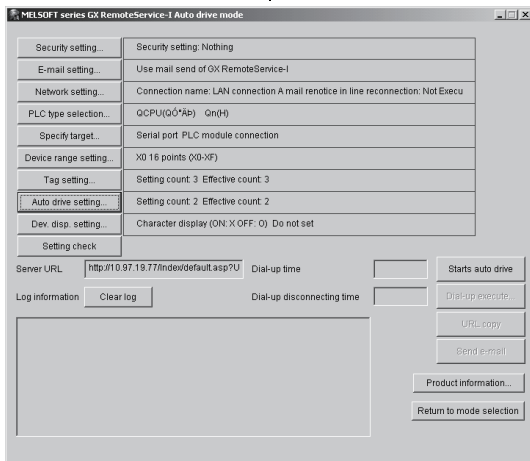 MELSOFT series GX RemoteService-I Auto drive mode
Security setting... Security setting: Nothing
E-mail setting... Use mail send of GX RemoteService-I
Network setting... Connection name: LAN connection A mail renotice in line reconnection: Not Execu
PLC type selection... QCPU(QÓ°ÄÞ) Qn(H)
Specify target... Serial port PLC module connection
Device range setting... X0 16 points (X0-XF)
Tag setting... Setting count: 3 Effective count: 3
Auto drive setting... Setting count: 2 Effective count: 2
Dev. disp. setting... Character display (ON: X OFF: O) Do not set
Setting check
Server URL http://10.97.19.77/Index/default.asp?U Dial-up time Starts auto drive
Log information Clear log Dial-up disconnecting time Dial-up execute...
URL copy
Send e-mail
Product information...
Return to mode selection